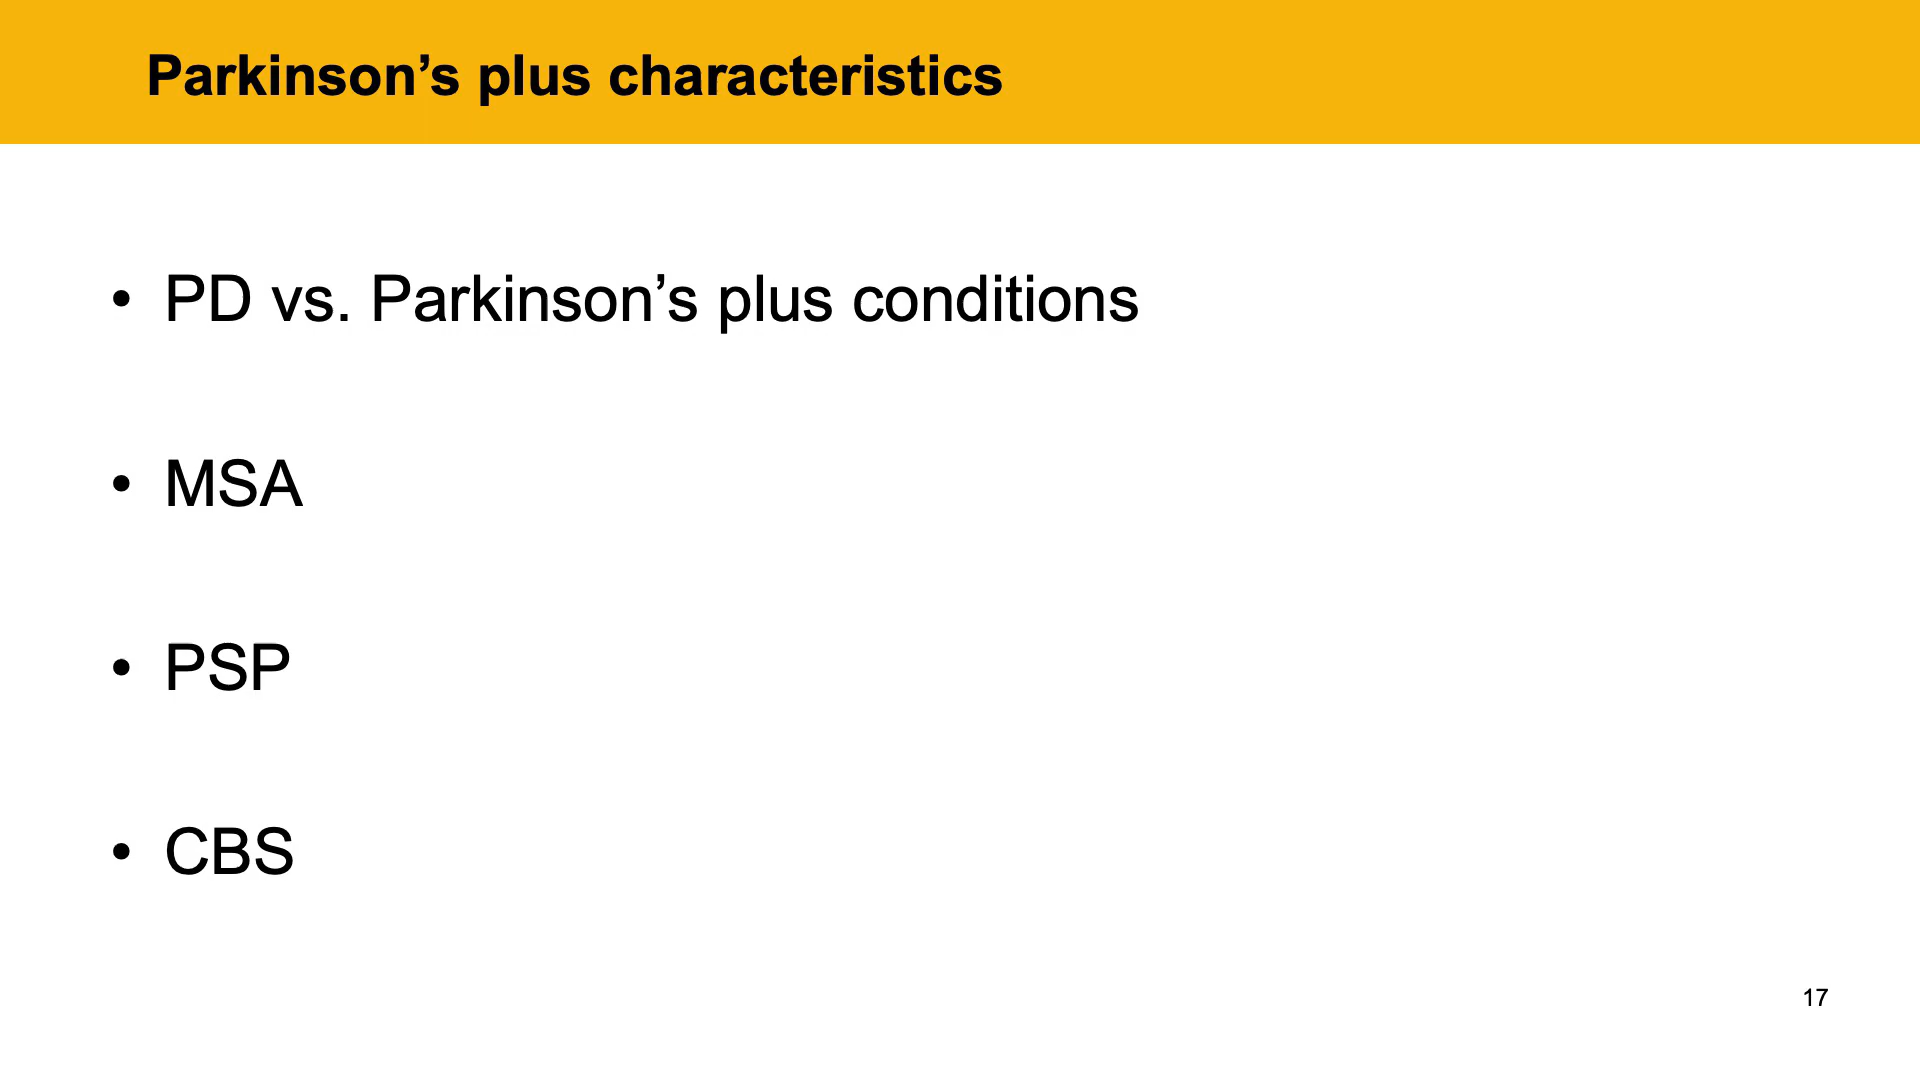 Parkinson’s plus characteristics
• PD vs. Parkinson’s plus conditions
• MSA
• PSP
• CBS
17